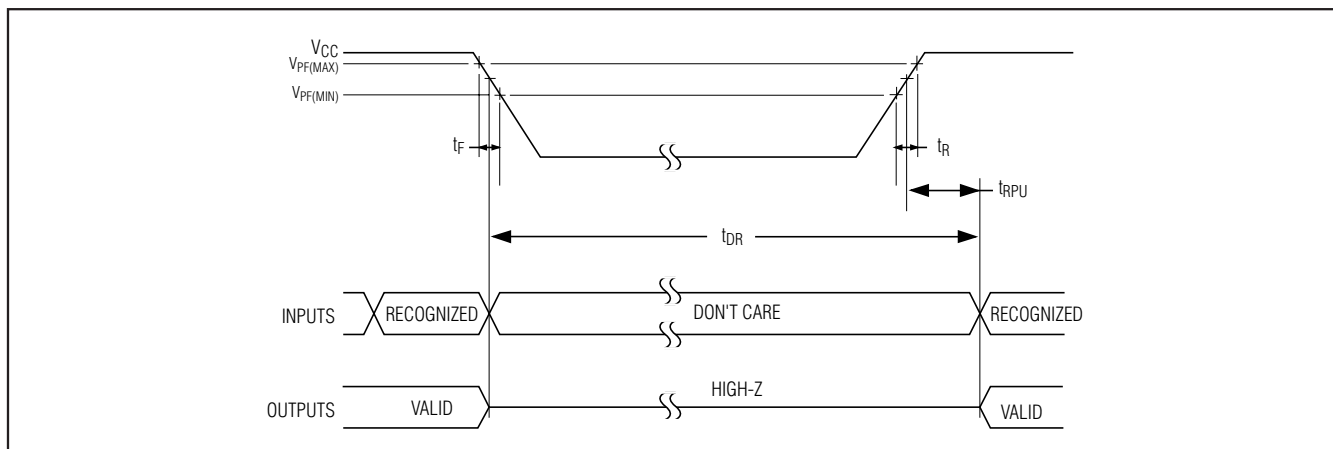 VCC
VPF(MAX)
VPF(MIN)
tF
tR
tRPU
tDR
INPUTS
RECOGNIZED
DON'T CARE
RECOGNIZED
HIGH-Z
OUTPUTS
VALID
VALID